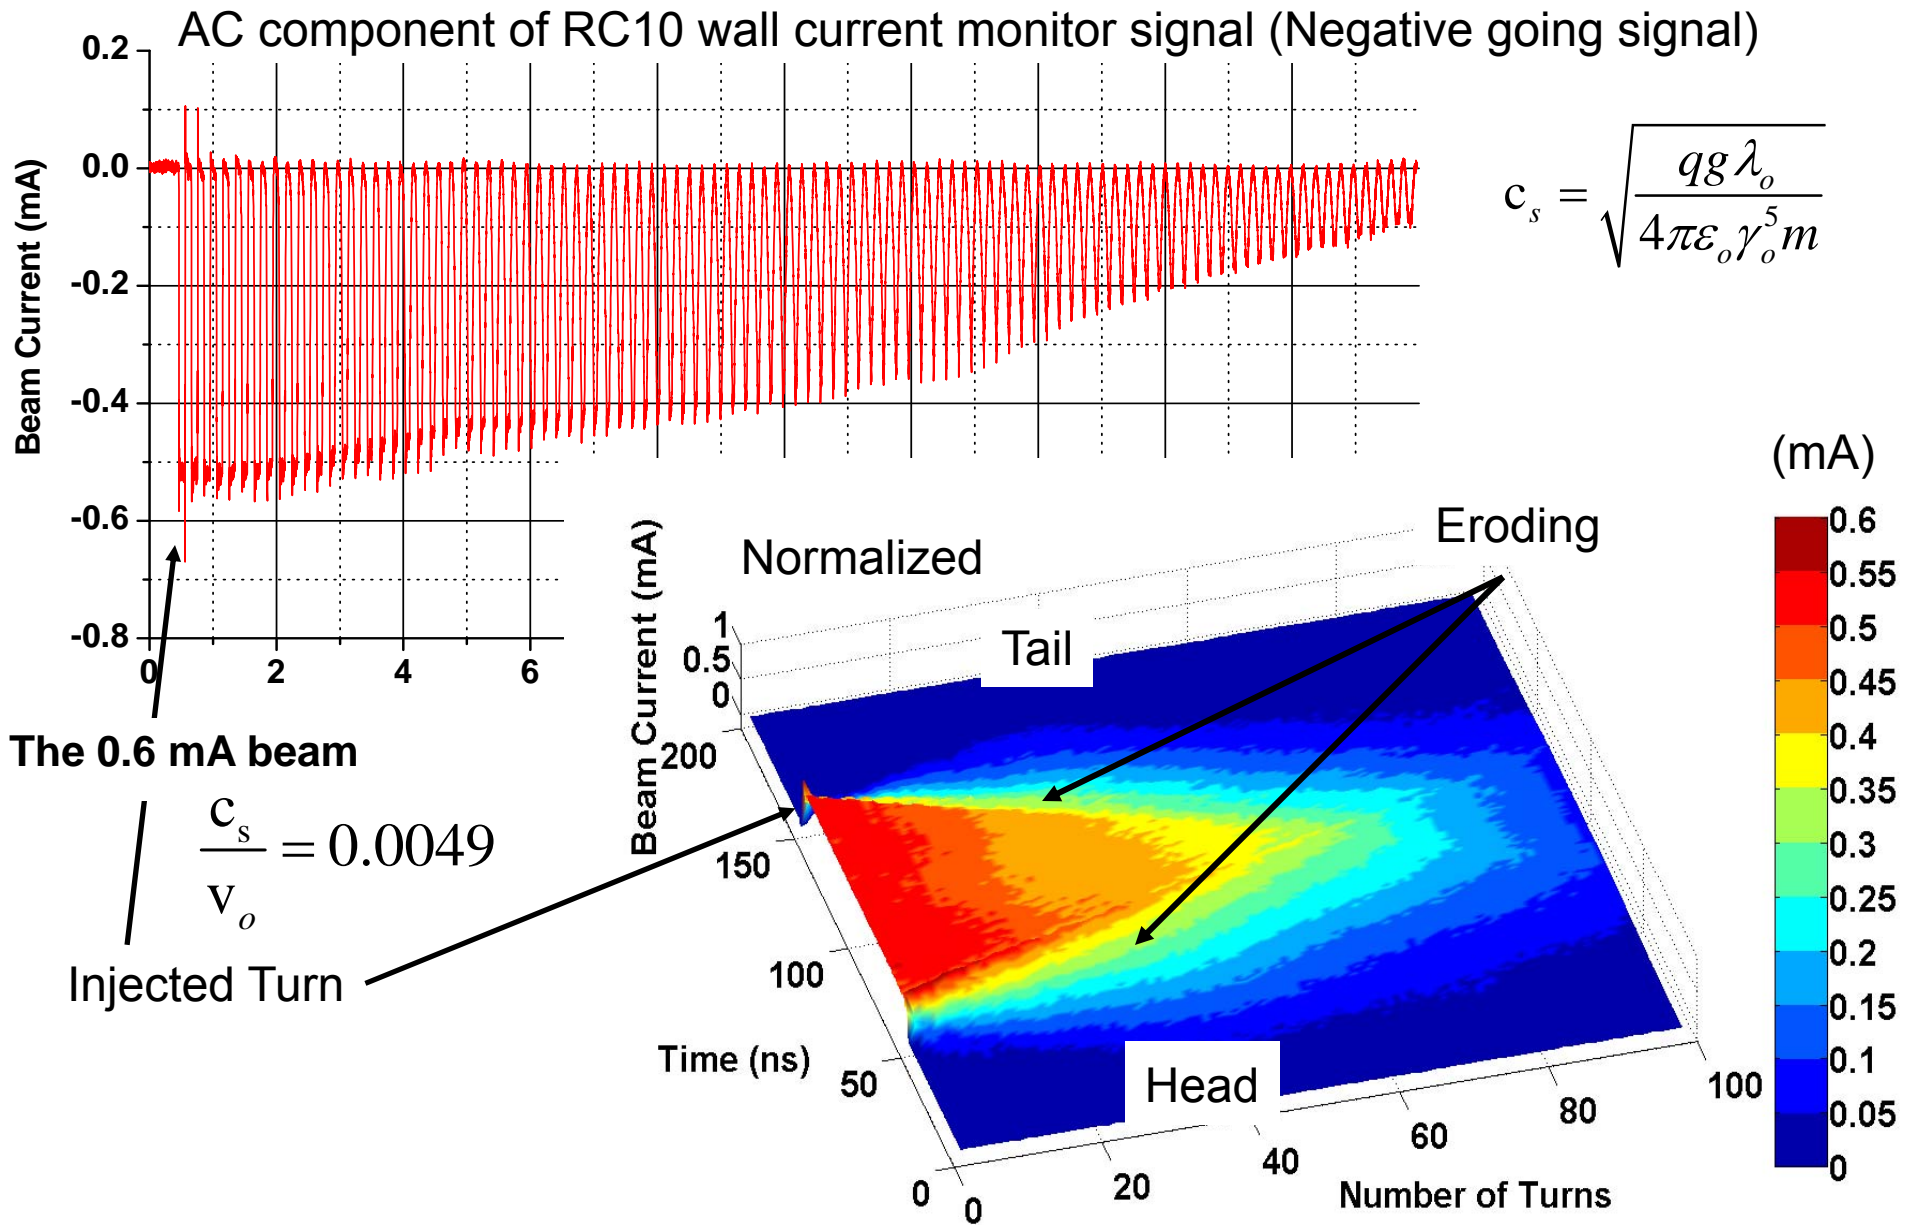 AC component of RC10 wall current monitor signal (Negative going signal)
0.2
0.0
-0.2
-0.4
-0.6
-0.8
Beam Current (mA)
0 2 4 6
c_s = √(qgλ_o / 4πε_oγ_o^5m)
The 0.6 mA beam
c_s / v_o = 0.0049
Injected Turn
Normalized
Eroding
Tail
Head
Beam Current (mA)
1
0.5
0
200
150
100
50
0
Time (ns)
0 20 40 60 80 100
Number of Turns
(mA)
0.6
0.55
0.5
0.45
0.4
0.35
0.3
0.25
0.2
0.15
0.1
0.05
0